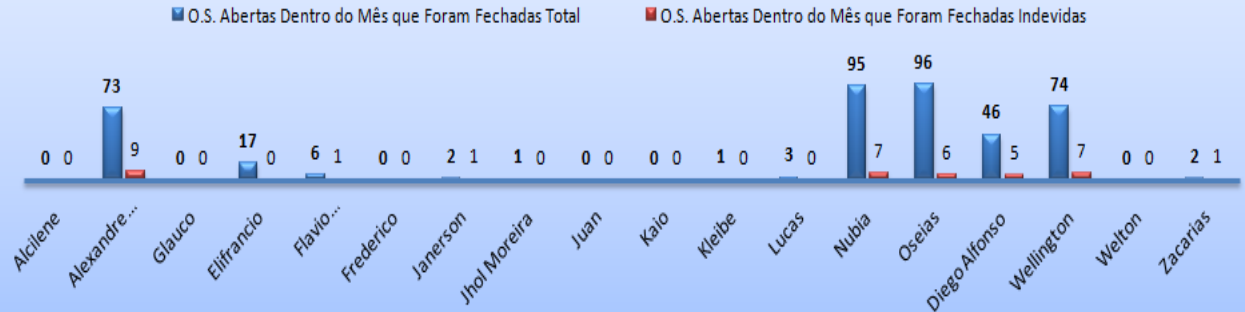 O.S. Abertas Dentro do Mês que Foram Fechadas Total O.S. Abertas Dentro do Mês que Foram Fechadas Indevidas
0 0 73 9 0 0 17 0 6 1 0 0 2 1 1 0 0 0 0 0 1 0 3 0 95 7 96 6 46 5 74 7 0 0 2 1
Alcilene Alexandre... Glauco Elifrancio Flavio... Frederico Janerson Jhol Moreira Juan Kaio Kleibe Lucas Nubia Oseias Diego Alfonso Wellington Welton Zacarias